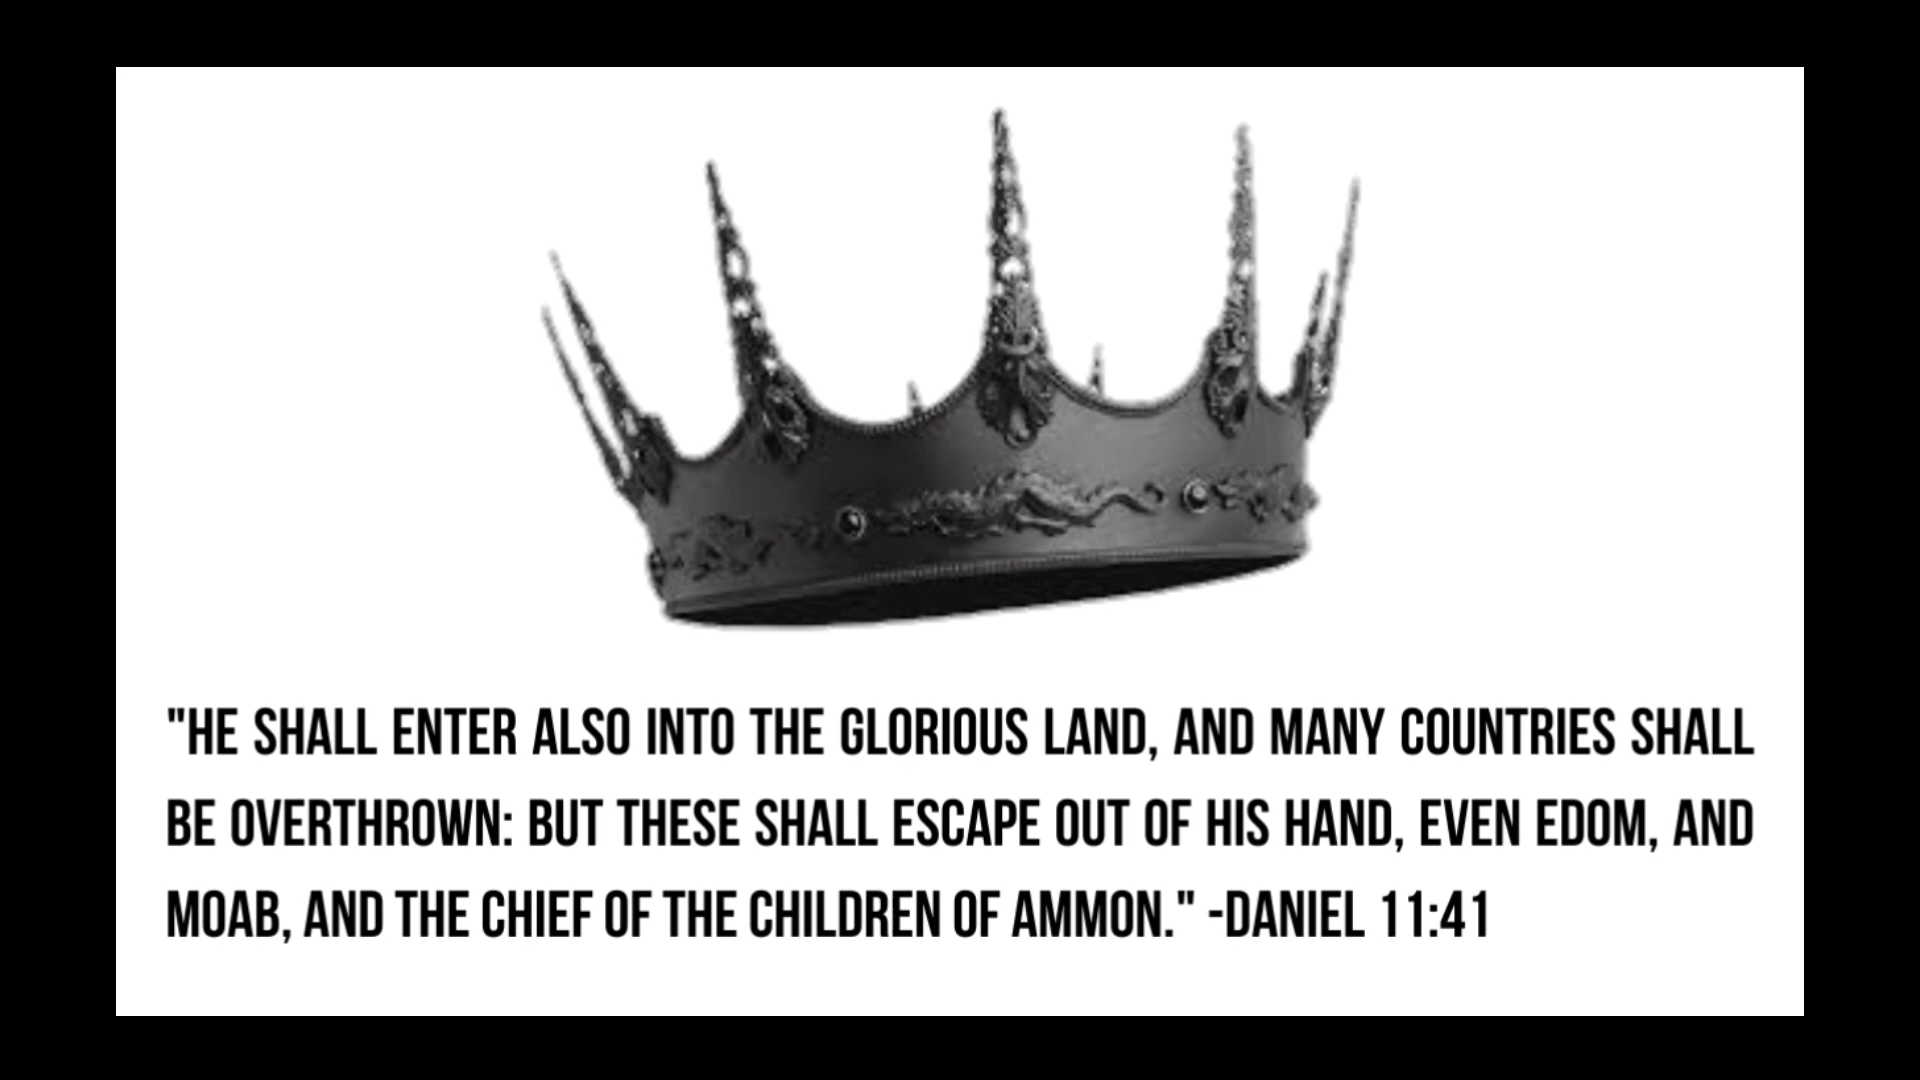 "HE SHALL ENTER ALSO INTO THE GLORIOUS LAND, AND MANY COUNTRIES SHALL
BE OVERTHROWN: BUT THESE SHALL ESCAPE OUT OF HIS HAND, EVEN EDOM, AND
MOAB, AND THE CHIEF OF THE CHILDREN OF AMMON." -DANIEL 11:41